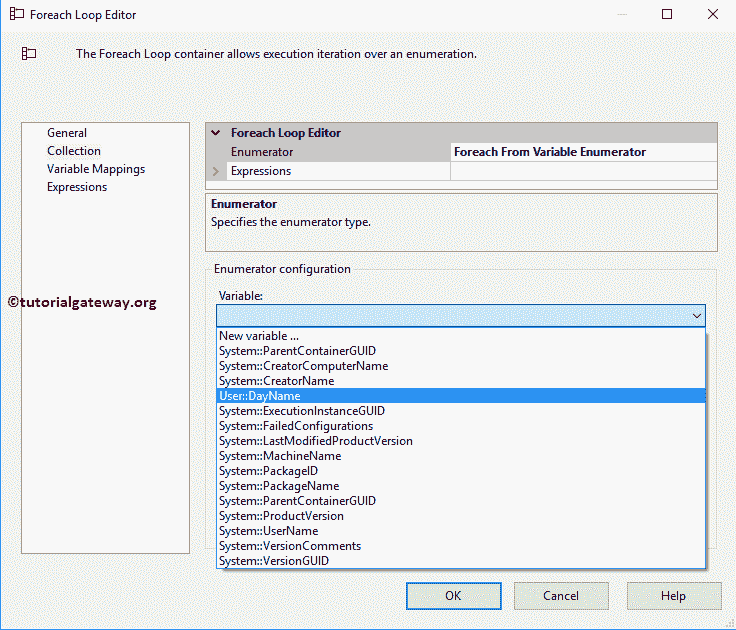 Foreach Loop Editor
The Foreach Loop container allows execution iteration over an enumeration.
General
Collection
Variable Mappings
Expressions
Foreach Loop Editor
Enumerator Foreach From Variable Enumerator
Expressions
Enumerator
Specifies the enumerator type.
Enumerator configuration
©tutorialgateway.org
Variable:
New variable ...
System::ParentContainerGUID
System::CreatorComputerName
System::CreatorName
User::DayName
System::ExecutionInstanceGUID
System::FailedConfigurations
System::LastModifiedProductVersion
System::MachineName
System::PackageID
System::PackageName
System::ParentContainerGUID
System::ProductVersion
System::UserName
System::VersionComments
System::VersionGUID
OK Cancel Help